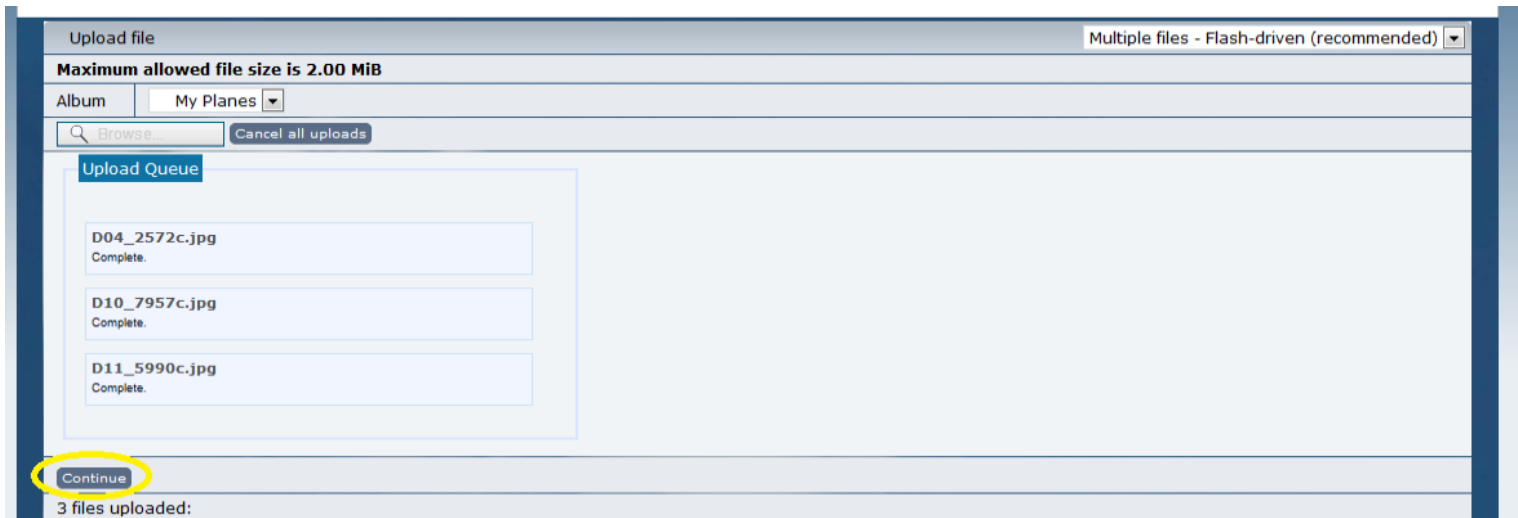 Upload file Multiple files - Flash-driven (recommended)
Maximum allowed file size is 2.00 MiB
Album My Planes
Browse... Cancel all uploads
Upload Queue
D04_2572c.jpg
Complete.
D10_7957c.jpg
Complete.
D11_5990c.jpg
Complete.
Continue
3 files uploaded: